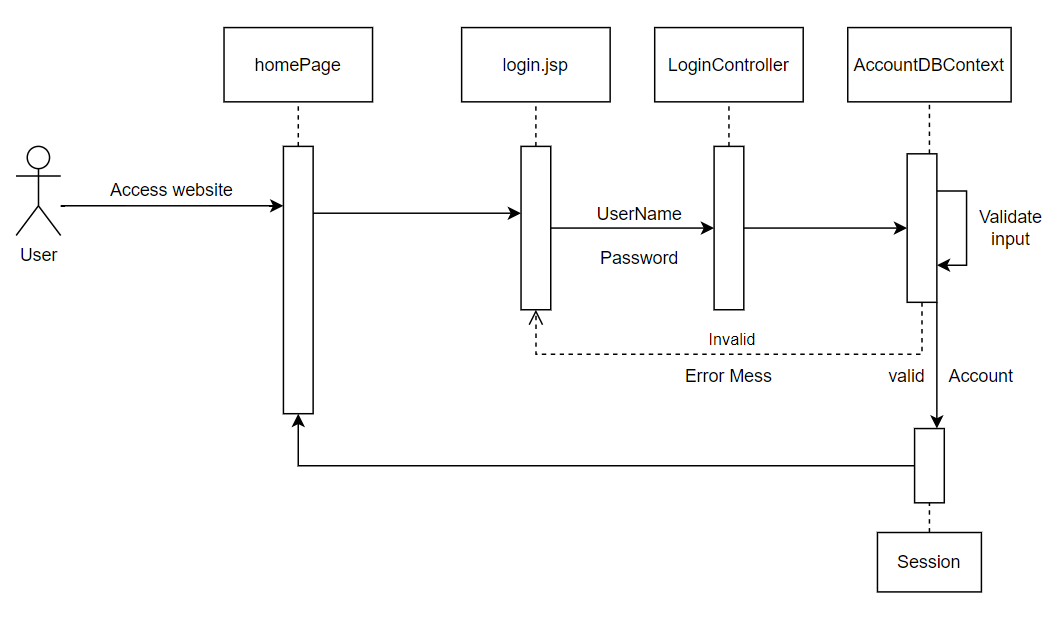 homePage
login.jsp
LoginController
AccountDBContext
Access website
User
UserName
Password
Validate
input
Invalid
Error Mess
valid
Account
Session